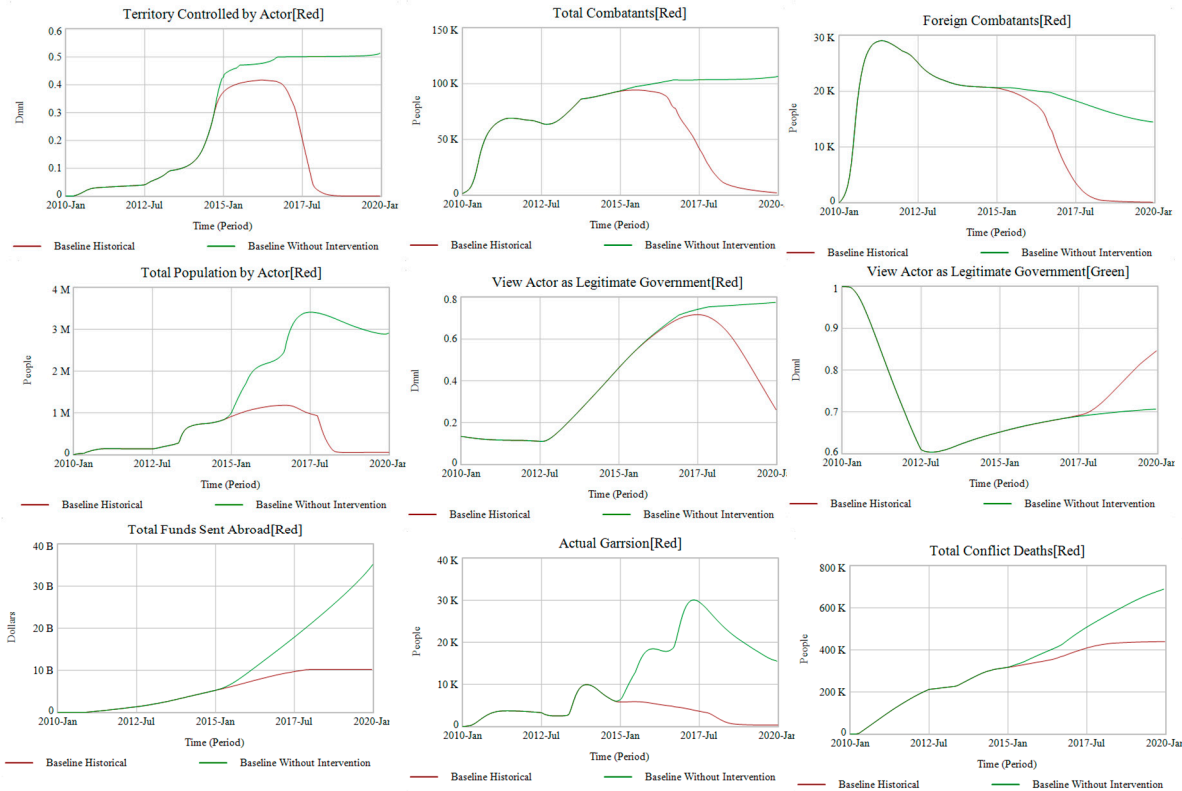 Territory Controlled by Actor[Red]
0.6
0.5
0.4
0.3
0.2
0.1
0
Dmnl
2010-Jan 2012-Jul 2015-Jan 2017-Jul 2020-Jan
Time (Period)
Baseline Historical Baseline Without Intervention
Total Combatants[Red]
150 K
100 K
50 K
0
People
2010-Jan 2012-Jul 2015-Jan 2017-Jul 2020-
Time (Period)
Baseline Historical Baseline Without Intervention
Foreign Combatants[Red]
30 K
20 K
10 K
0
People
2010-Jan 2012-Jul 2015-Jan 2017-Jul 2020-Jan
Time (Period)
Baseline Historical Baseline Without Intervention
Total Population by Actor[Red]
4 M
3 M
2 M
1 M
0
People
2010-Jan 2012-Jul 2015-Jan 2017-Jul 2020-Jan
Time (Period)
Baseline Historical Baseline Without Intervention
View Actor as Legitimate Government[Red]
0.8
0.6
0.4
0.2
0
Dmnl
2010-Jan 2012-Jul 2015-Jan 2017-Jul 2020-J
Time (Period)
Baseline Historical Baseline Without Intervention
View Actor as Legitimate Government[Green]
1
0.9
0.8
0.7
0.6
Dmnl
2010-Jan 2012-Jul 2015-Jan 2017-Jul 2020-Jan
Time (Period)
Baseline Historical Baseline Without Intervention
Total Funds Sent Abroad[Red]
40 B
30 B
20 B
10 B
0
Dollars
2010-Jan 2012-Jul 2015-Jan 2017-Jul 2020-Jan
Time (Period)
Baseline Historical Baseline Without Intervention
Actual Garrsion[Red]
40 K
30 K
20 K
10 K
0
People
2010-Jan 2012-Jul 2015-Jan 2017-Jul 2020-Jan
Time (Period)
Baseline Historical Baseline Without Intervention
Total Conflict Deaths[Red]
800 K
600 K
400 K
200 K
0
People
2010-Jan 2012-Jul 2015-Jan 2017-Jul 2020-Jan
Time (Period)
Baseline Historical Baseline Without Intervention